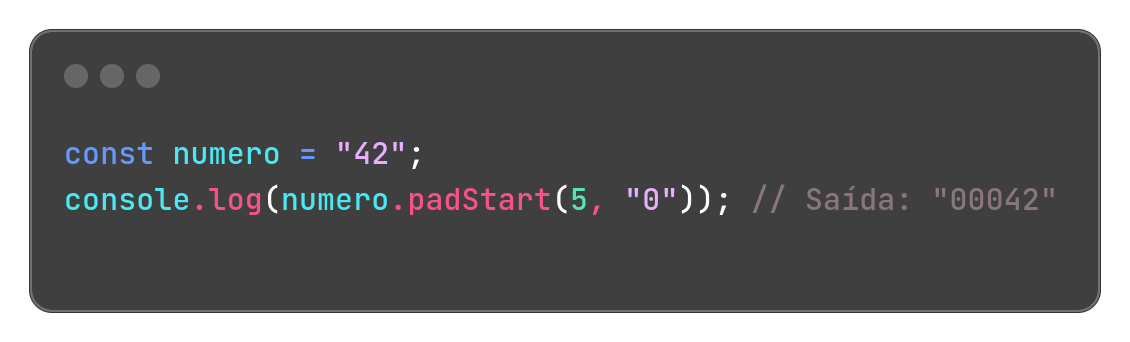 const numero = "42";
console.log(numero.padStart(5, "0")); // Saída: "00042"